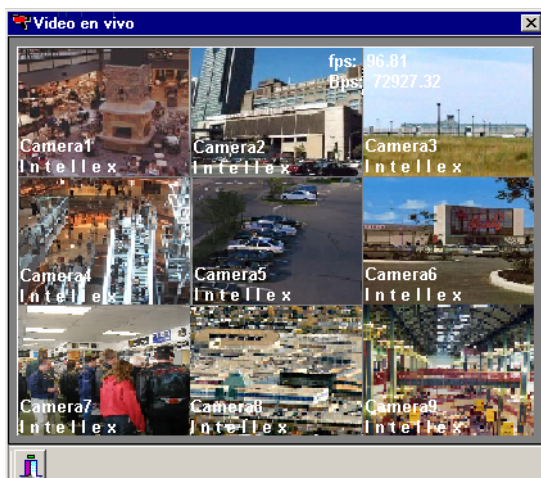 Video en vivo
fps: 96.81
Bps: 72927.32
Camera1
Intellex
Camera2
Intellex
Camera3
Camera4
Intellex
Camera5
Intellex
Camera6
Intellex
Camera7
Intellex
Camera8
Intellex
Camera9
Intellex